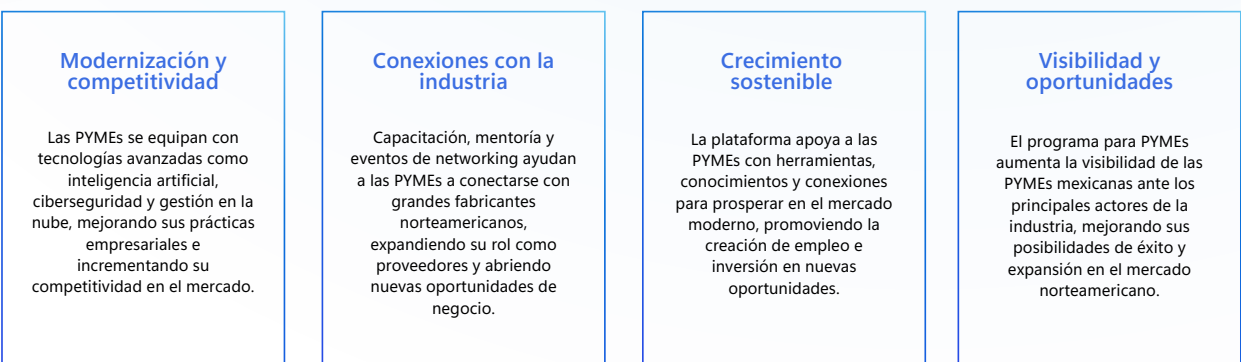 Modernización y
competitividad
Las PYMEs se equipan con
tecnologías avanzadas como
inteligencia artificial,
ciberseguridad y gestión en la
nube, mejorando sus prácticas
empresariales e
incrementando su
competitividad en el mercado.
Conexiones con la
industria
Capacitación, mentoría y
eventos de networking ayudan
a las PYMEs a conectarse con
grandes fabricantes
norteamericanos,
expandiendo su rol como
proveedores y abriendo
nuevas oportunidades de
negocio.
Crecimiento
sostenible
La plataforma apoya a las
PYMEs con herramientas,
conocimientos y conexiones
para prosperar en el mercado
moderno, promoviendo la
creación de empleo e
inversión en nuevas
oportunidades.
Visibilidad y
oportunidades
El programa para PYMEs
aumenta la visibilidad de las
PYMEs mexicanas ante los
principales actores de la
industria, mejorando sus
posibilidades de éxito y
expansión en el mercado
norteamericano.